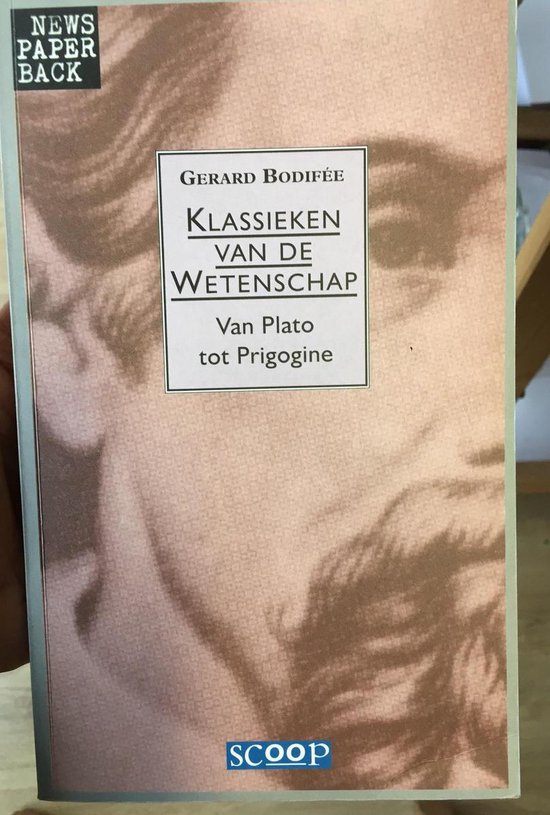 NEWS
PAPER
BACK
GERARD BODIFÉE
KLASSIEKEN
VAN DE
WETENSCHAP
Van Plato
tot Prigogine
SCOOP